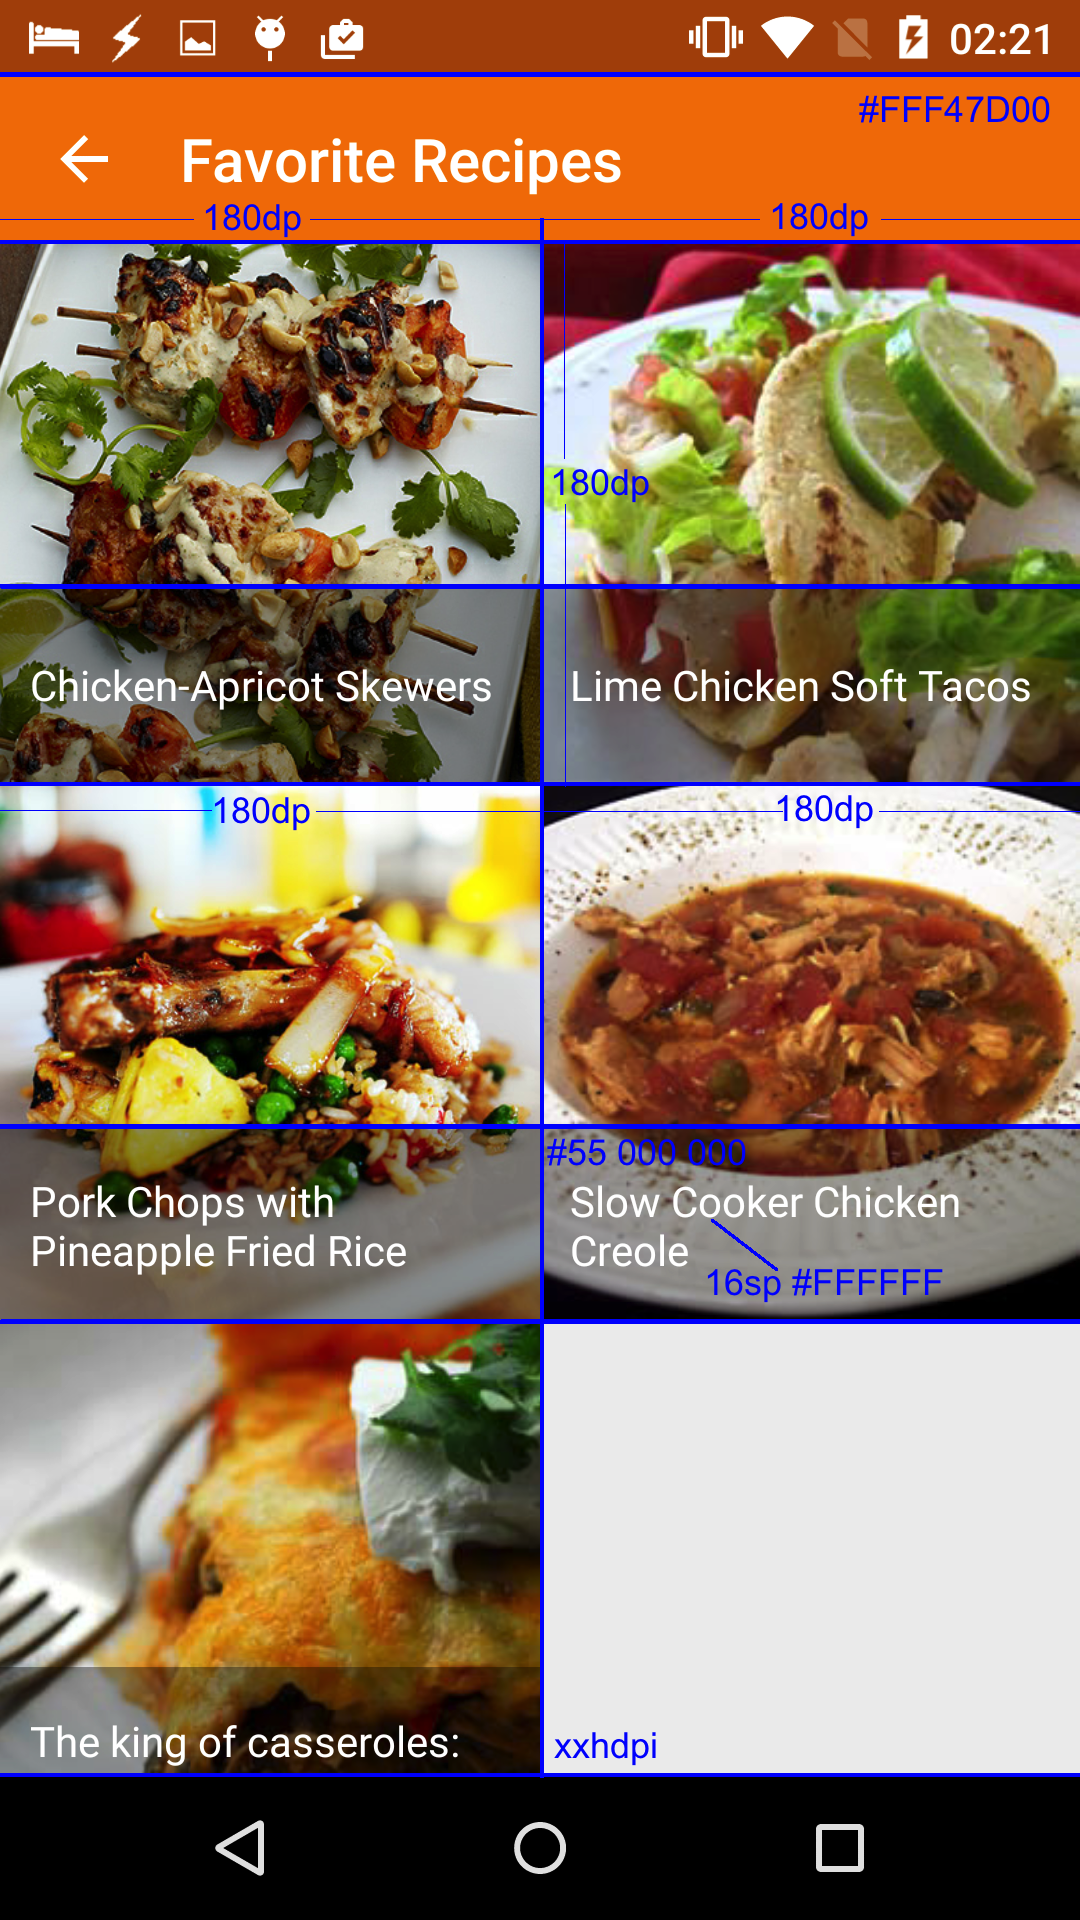 02:21
#FFF47D00
Favorite Recipes
180dp
180dp
180dp
Chicken-Apricot Skewers
Lime Chicken Soft Tacos
180dp
180dp
#55 000 000
Pork Chops with
Pineapple Fried Rice
Slow Cooker Chicken
Creole
16sp #FFFFFF
The king of casseroles:
xxhdpi